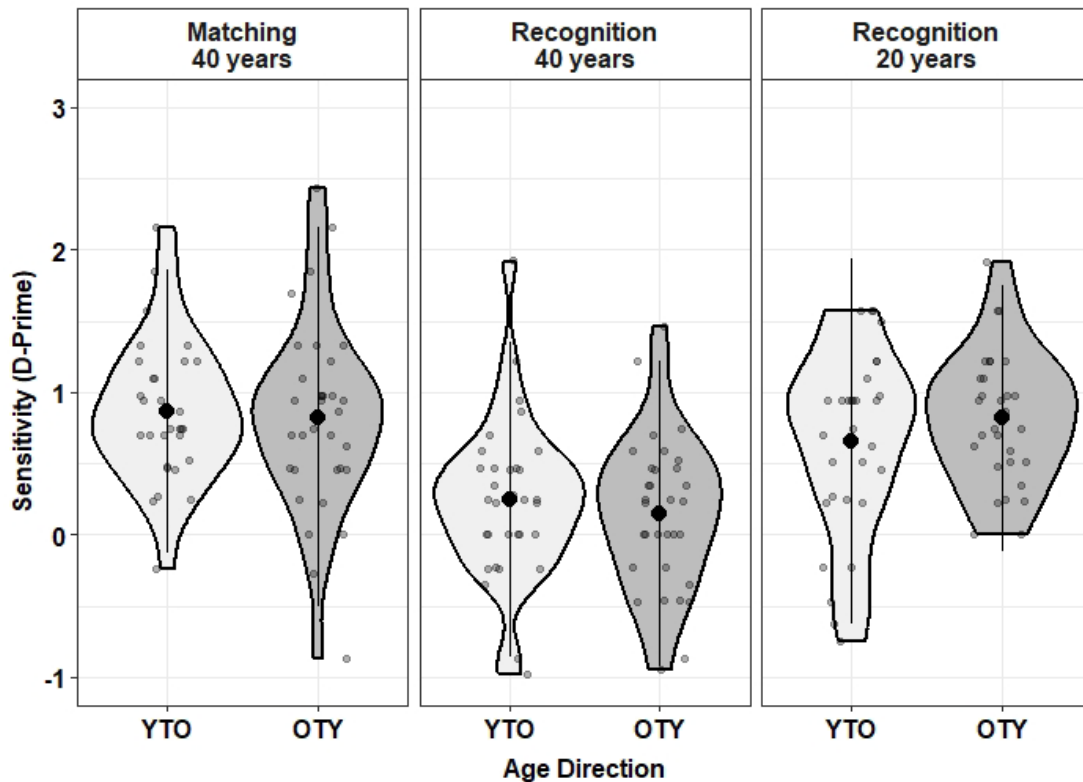 Matching
40 years
Recognition
40 years
Recognition
20 years
Sensitivity (D-Prime)
3
2
1
0
-1
YTO
OTY
YTO
OTY
YTO
OTY
Age Direction